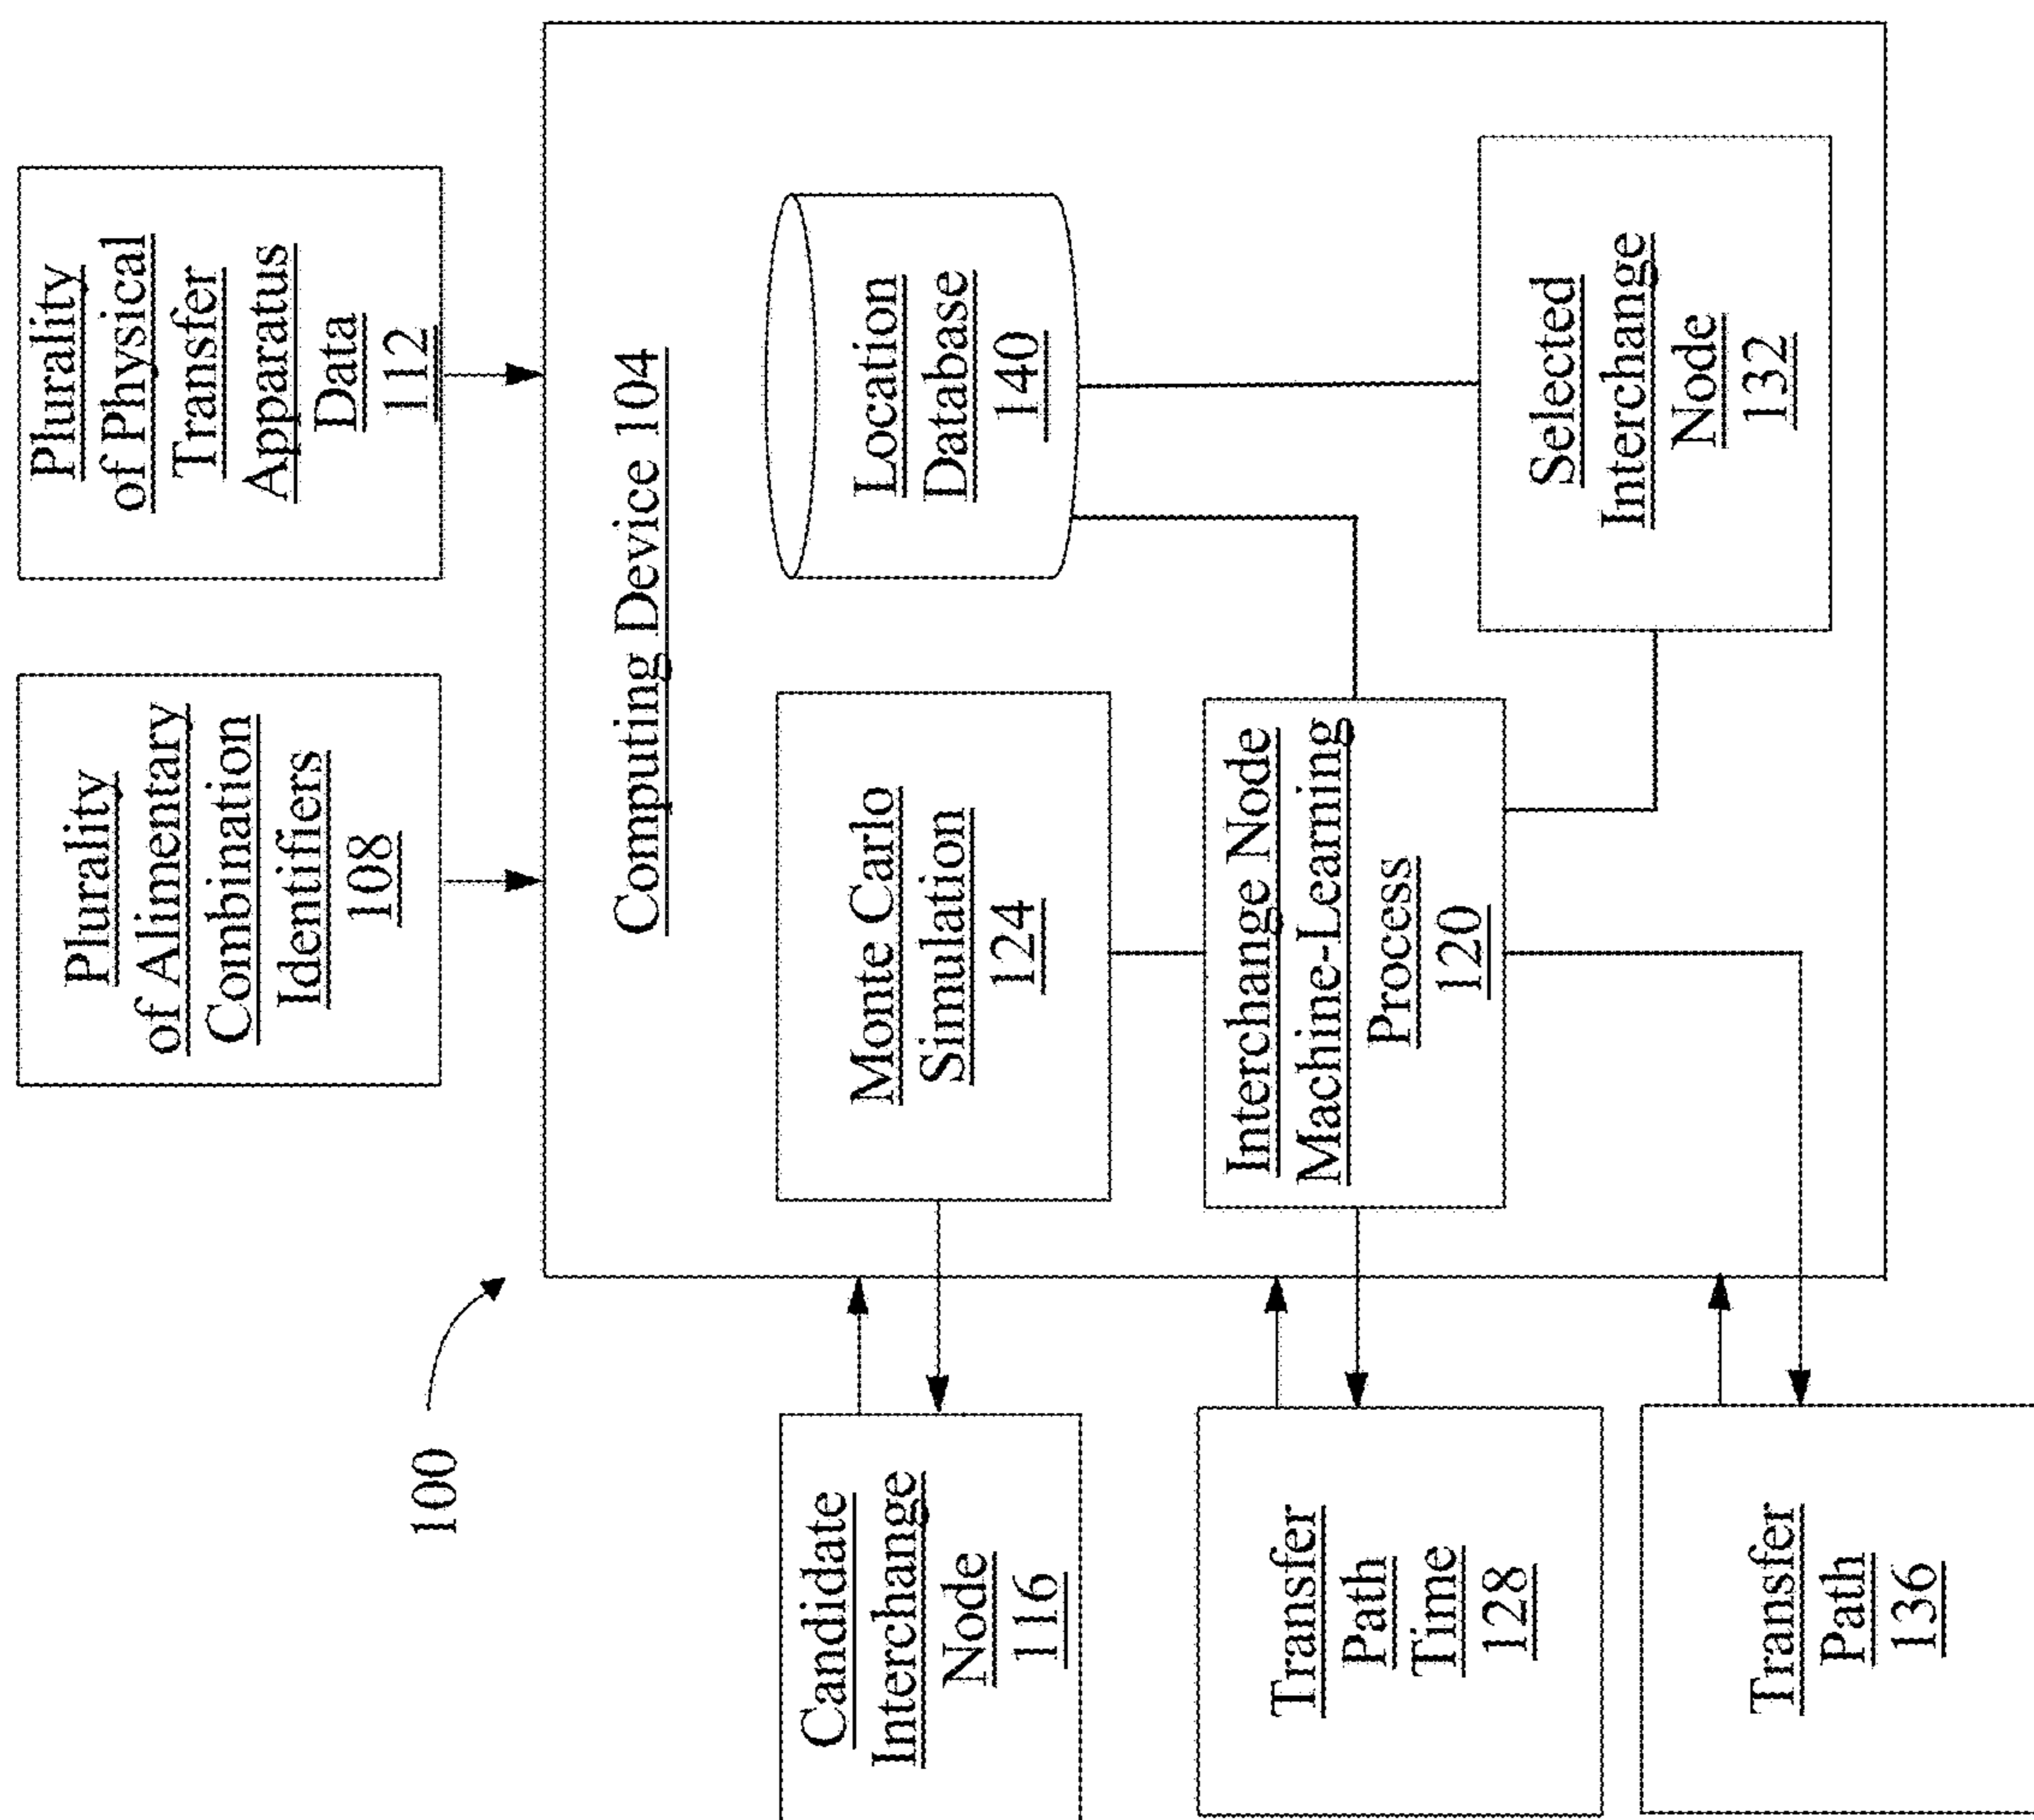 100
Plurality
of Alimentary
Combination
Identifiers
108
Plurality
of Physical
Transfer
Apparatus
Data
112
Computing Device 104
Candidate
Interchange
Node
116
Monte Carlo
Simulation
124
Location
Database
140
Transfer
Path
Time
128
Interchange Node
Machine-Learning
Process
120
Selected
Interchange
Node
132
Transfer
Path
136